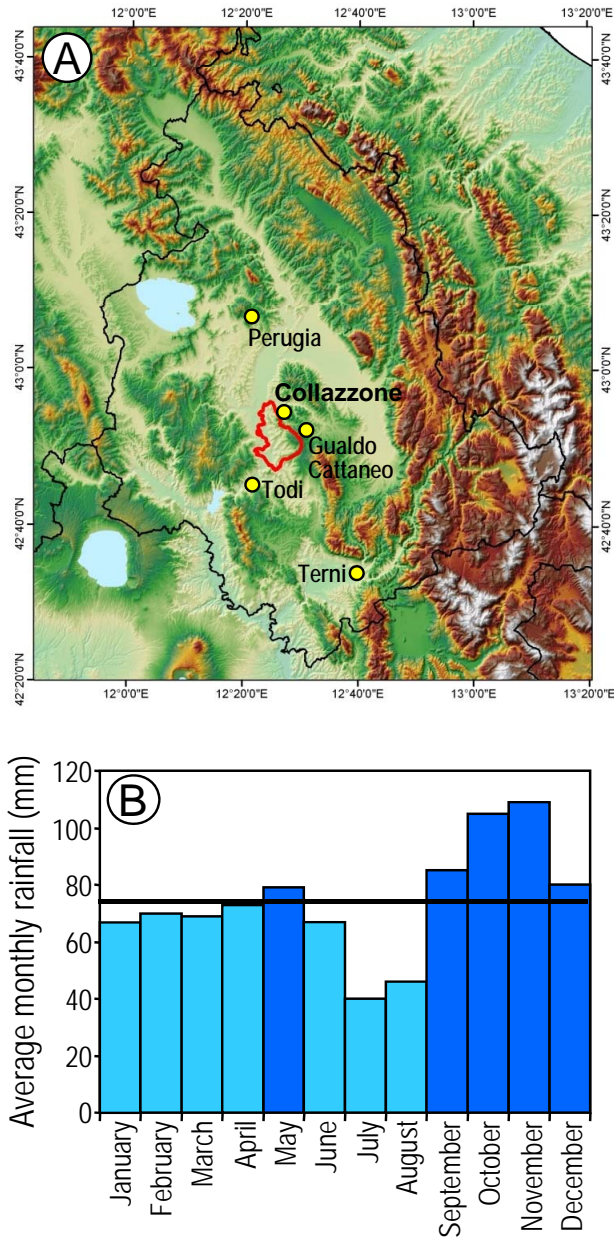 12°0'0"E 12°20'0"E 12°40'0"E 13°0'0"E 13°20'0"E
A
43°40'0"N 43°40'0"N
43°20'0"N 43°20'0"N
43°0'0"N 43°0'0"N
42°40'0"N 42°40'0"N
42°20'0"N 42°20'0"N
Perugia
Collazzone
Gualdo
Cattaneo
Todi
Terni
12°0'0"E 12°20'0"E 12°40'0"E 13°0'0"E 13°20'0"E
B
Average monthly rainfall (mm)
120
100
80
60
40
20
0
January
February
March
April
May
June
July
August
September
October
November
December